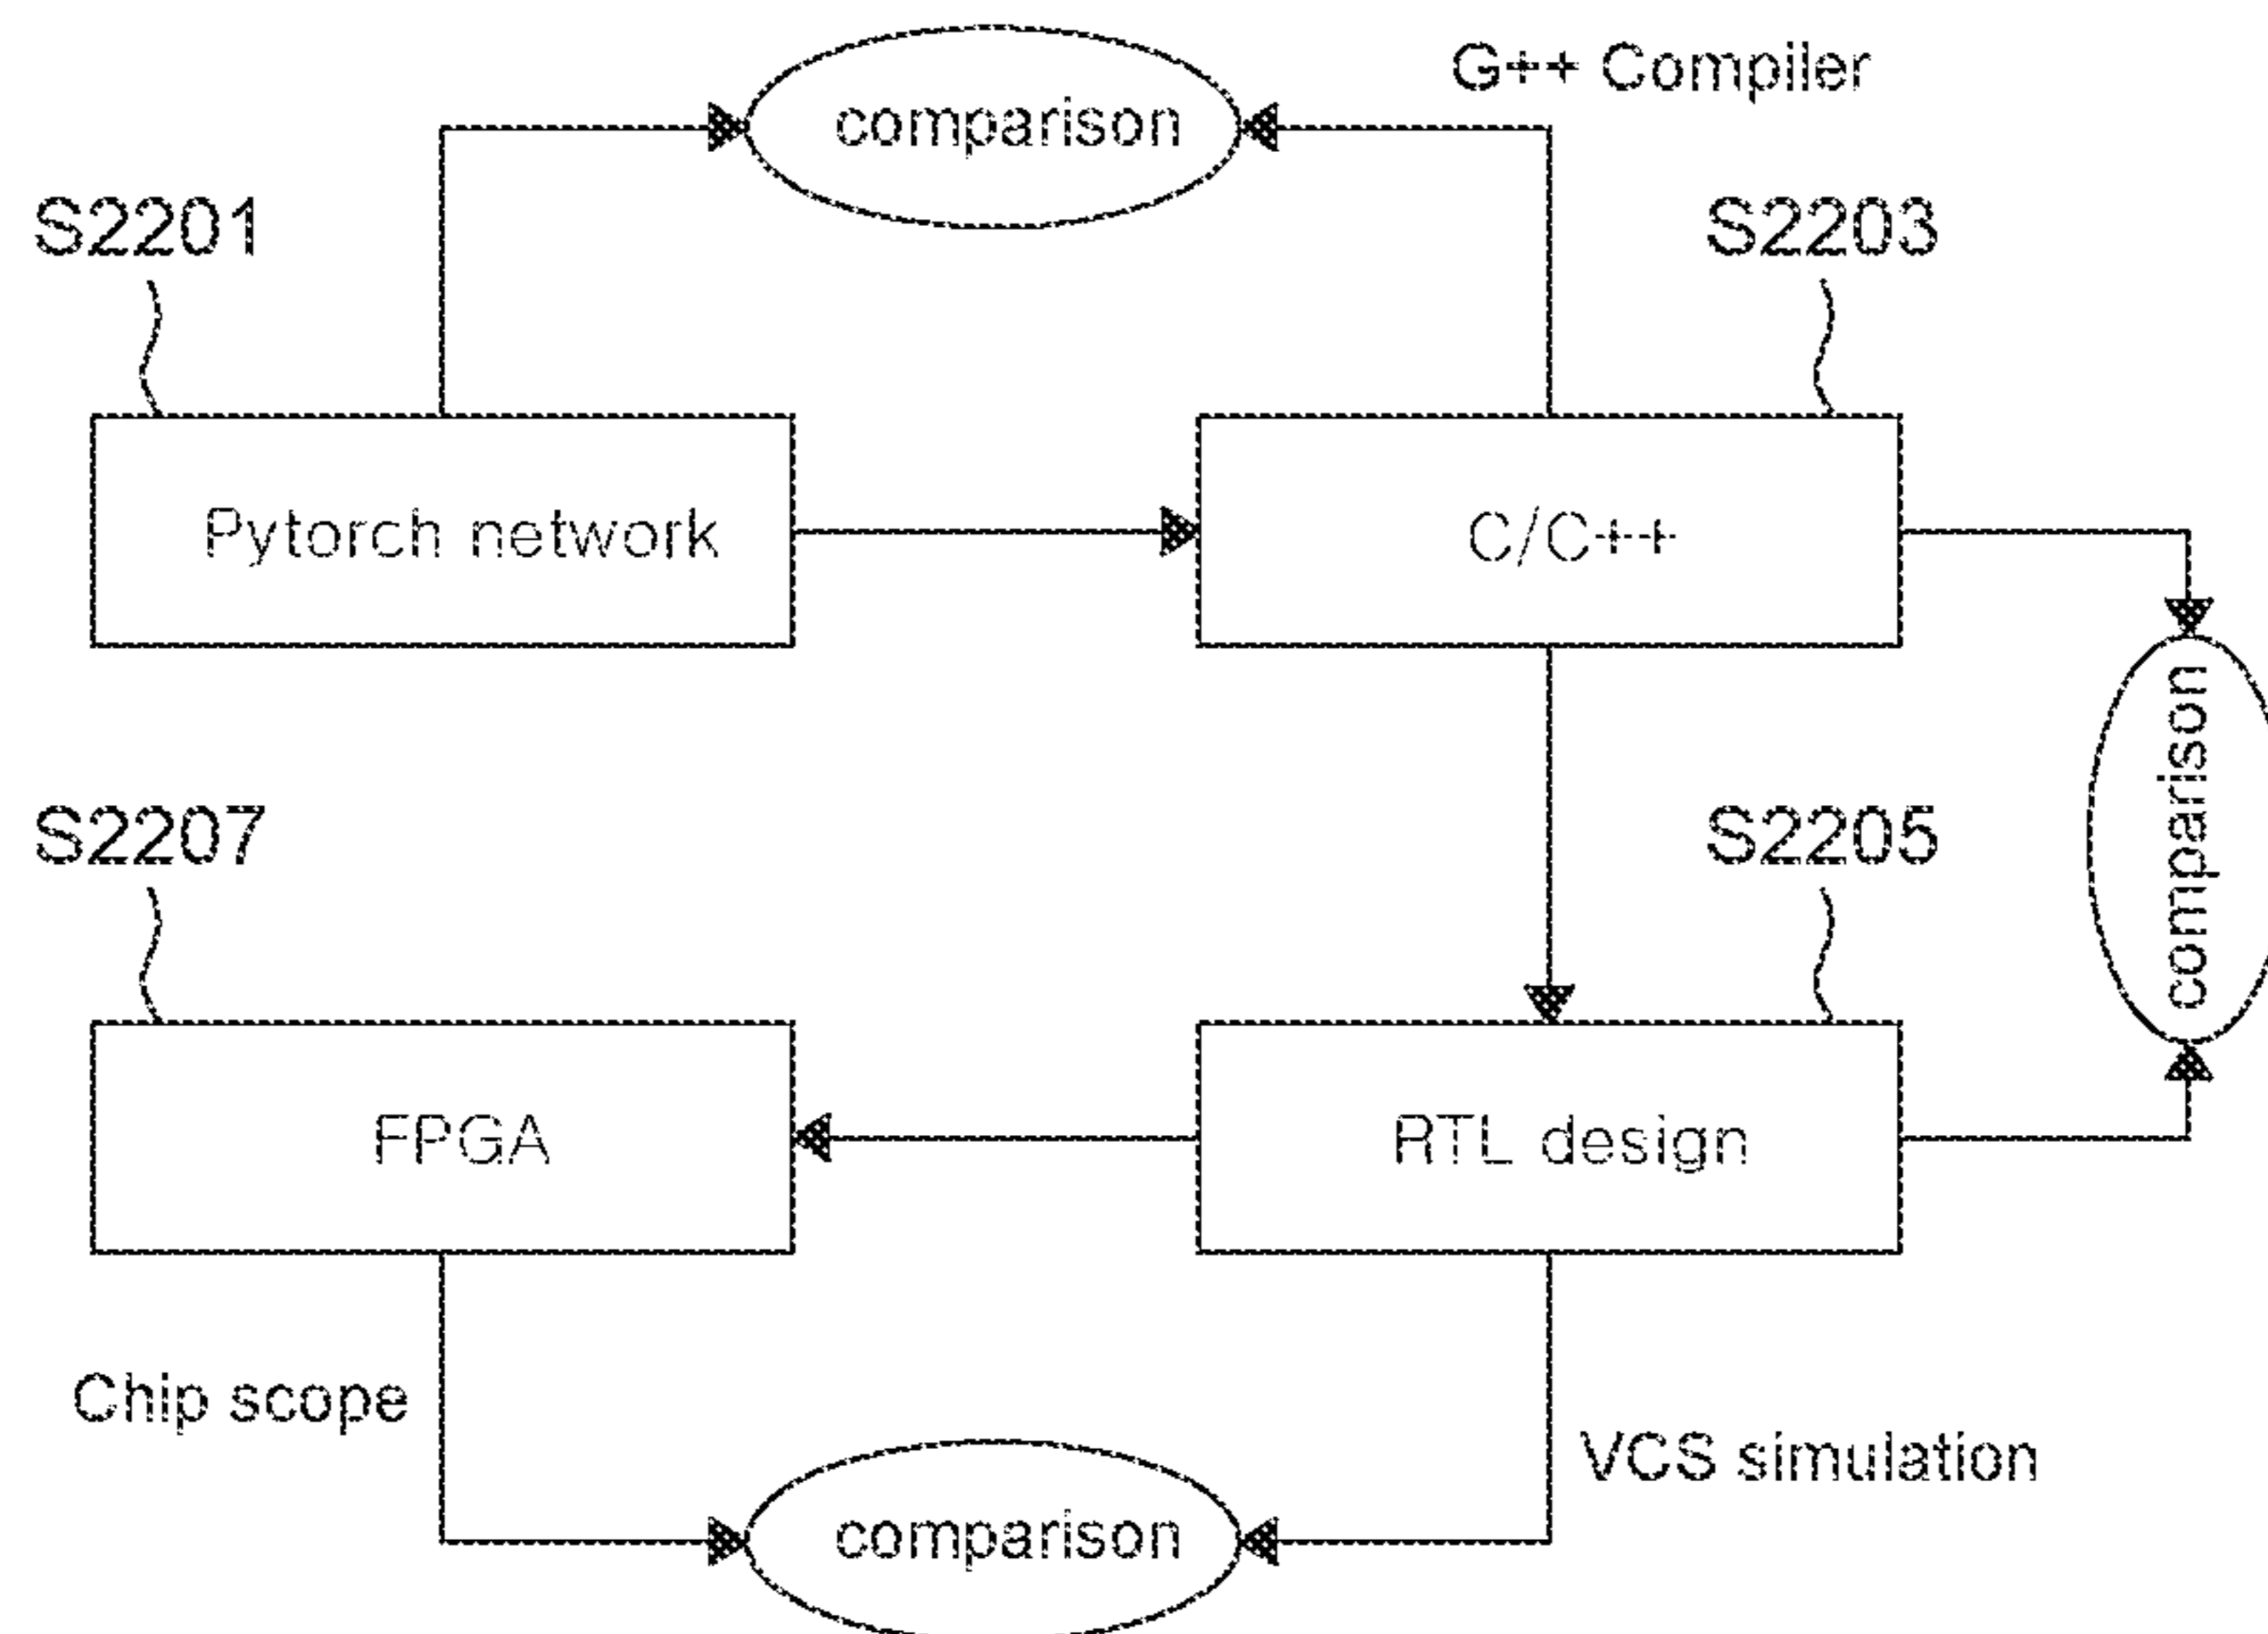 G++ Compiler
comparison
S2201
S2203
Pytorch network
C/C++
comparison
S2207
S2205
FPGA
RTL design
Chip scope
VCS simulation
comparison